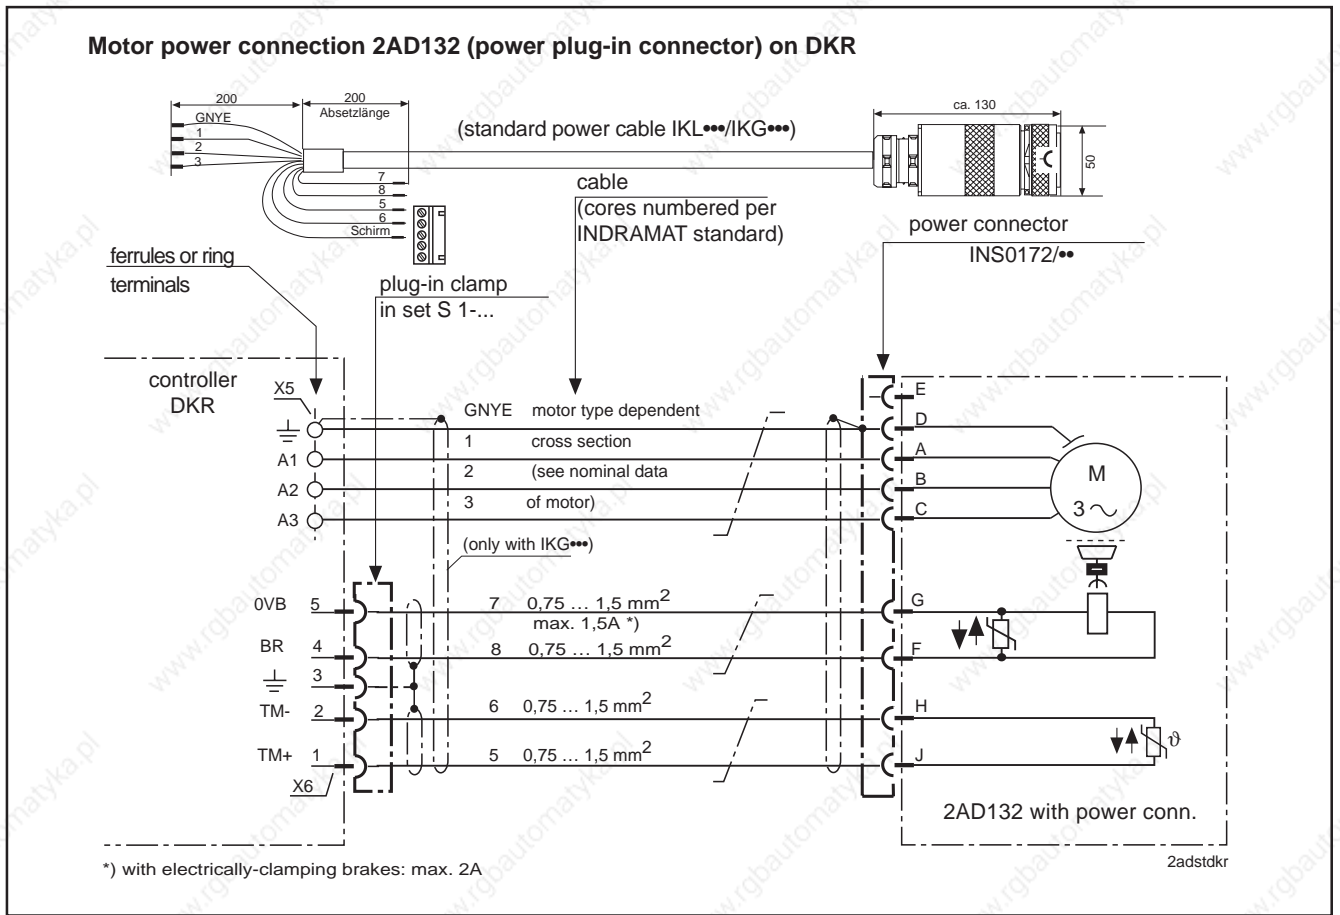 Motor power connection 2AD132 (power plug-in connector) on DKR
200
200
Absetzlänge
ca. 130
GNYE
1
2
3
(standard power cable IKL•••/IKG•••)
50
7
8
5
6
Schirm
cable
(cores numbered per
INDRAMAT standard)
power connector
INS0172/••
ferrules or ring
terminals
plug-in clamp
in set S 1-...
controller
DKR
X5
GNYE motor type dependent
E
D
1 cross section
A1
A
2 (see nominal data
A2
B
3 of motor)
A3
C
M
3
(only with IKG•••)
0VB 5
7 0,75 … 1,5 mm2
max. 1,5A *)
G
BR 4
8 0,75 … 1,5 mm2
F
3
TM- 2
6 0,75 … 1,5 mm2
H
TM+ 1
5 0,75 … 1,5 mm2
J
ϑ
X6
2AD132 with power conn.
*) with electrically-clamping brakes: max. 2A
2adstdkr
www.rgbautomatyka.pl